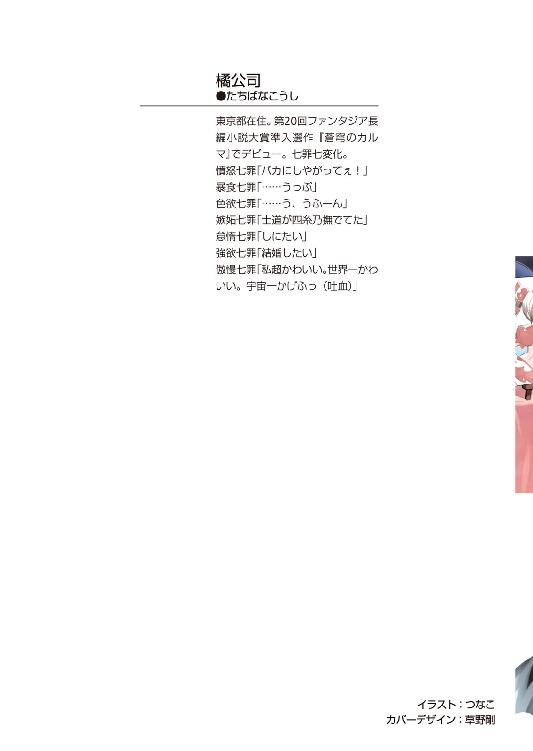 橘公司
●たちばなこうし
東京都在住。第20回ファンタジア長
編小説大賞準入選作『蒼穹のカル
マ』でデビュー。七罪七変化。
憤怒七罪「バカにしやがってぇ!」
暴食七罪「……うっぷ」
色欲七罪「……う、うふーん」
嫉妬七罪「士道が四糸乃撫でてた」
怠惰七罪「しにたい」
強欲七罪「結婚したい」
傲慢七罪「私超かわいい。世界一かわ
いい。宇宙一かじふっ(吐血)」
イラスト:つなこ
カバーデザイン:草野剛